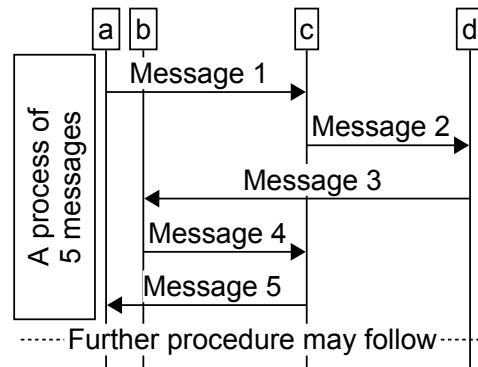 a b c d
Message 1
Message 2
Message 3
Message 4
Message 5
A process of
5 messages
Further procedure may follow